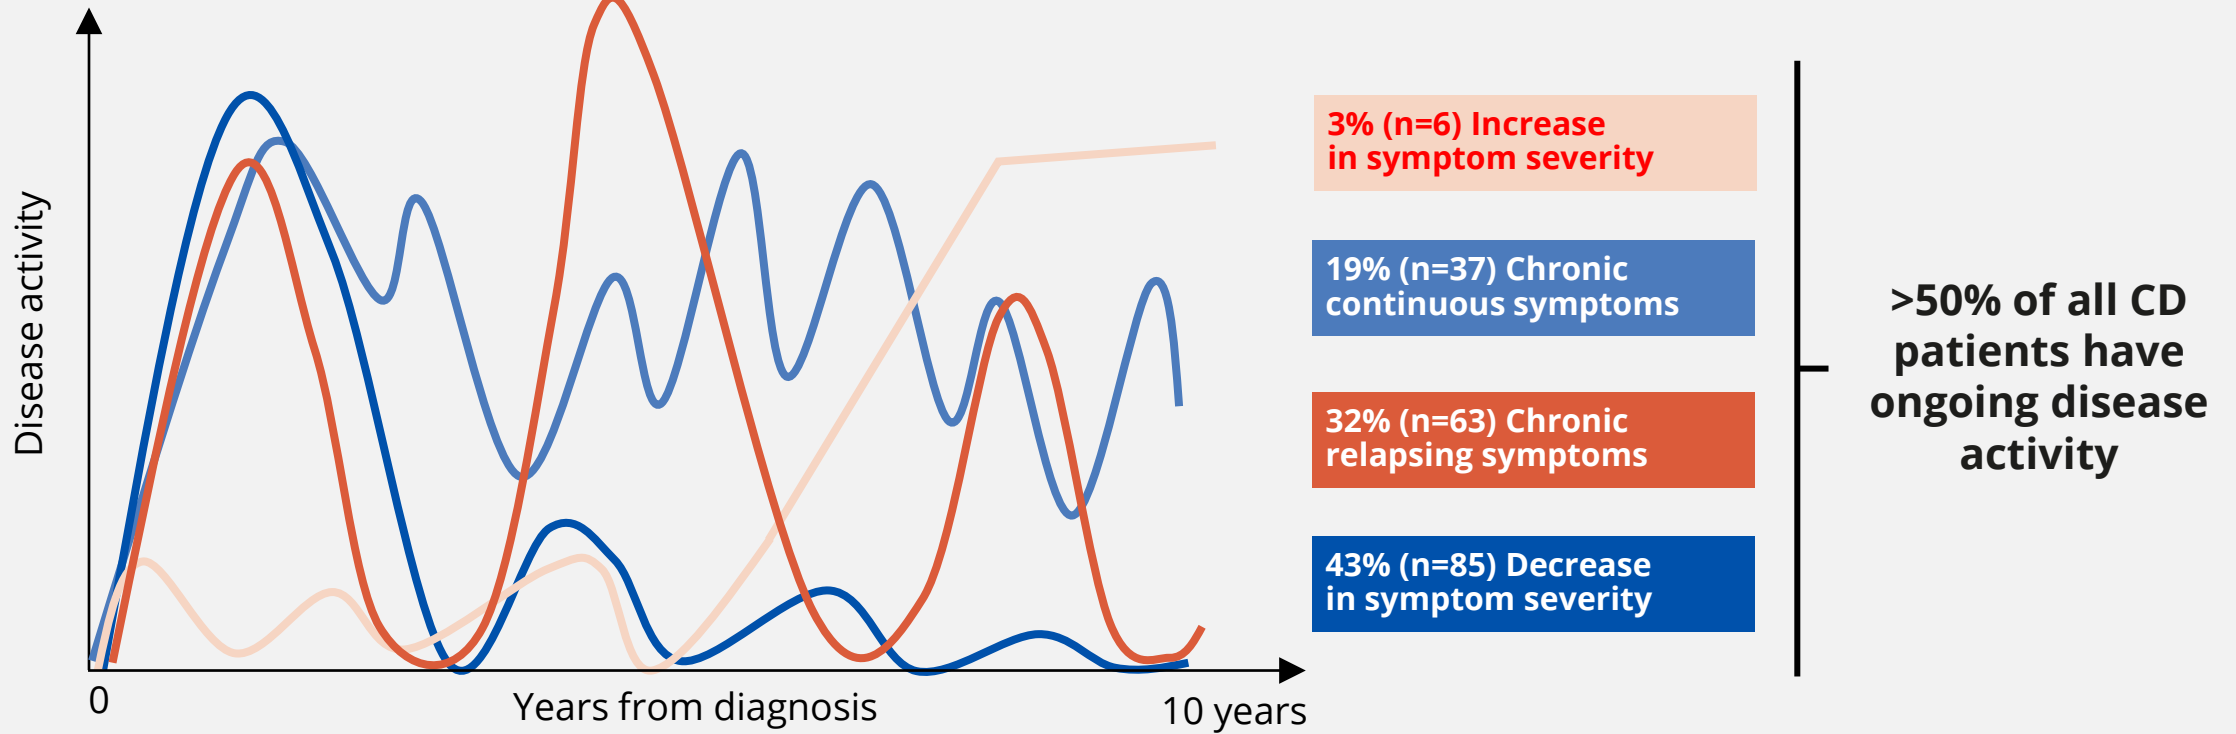 Disease activity
0
Years from diagnosis
10 years
3% (n=6) Increase
in symptom severity
19% (n=37) Chronic
continuous symptoms
32% (n=63) Chronic
relapsing symptoms
43% (n=85) Decrease
in symptom severity
>50% of all CD
patients have
ongoing disease
activity